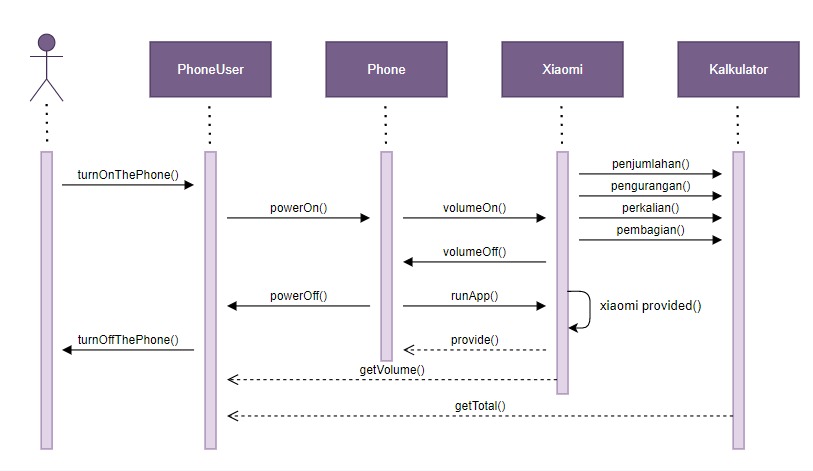 PhoneUser
Phone
Xiaomi
Kalkulator
turnOnThePhone()
penjumlahan()
pengurangan()
powerOn()
volumeOn()
perkalian()
pembagian()
volumeOff()
powerOff()
runApp()
xiaomi provided()
turnOffThePhone()
provide()
getVolume()
getTotal()